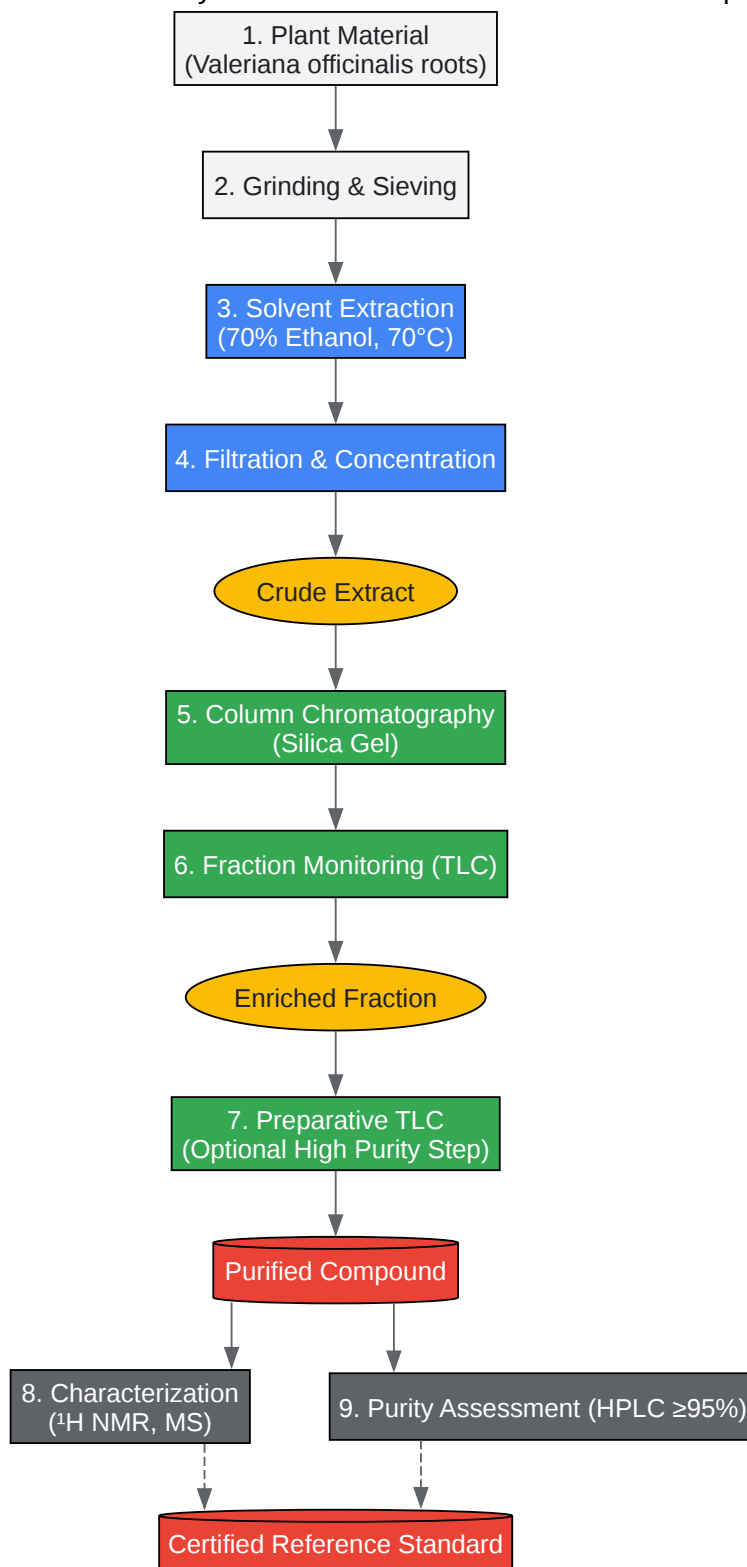 1. Plant Material
(Valeriana officinalis roots)
2. Grinding & Sieving
3. Solvent Extraction
(70% Ethanol, 70°C)
4. Filtration & Concentration
Crude Extract
5. Column Chromatography
(Silica Gel)
6. Fraction Monitoring (TLC)
Enriched Fraction
7. Preparative TLC
(Optional High Purity Step)
Purified Compound
8. Characterization
(¹H NMR, MS)
9. Purity Assessment (HPLC ≥95%)
Certified Reference Standard